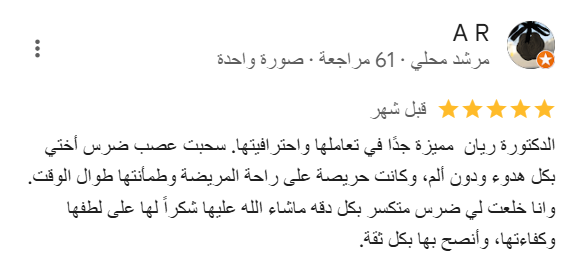 A R
مرشد محلي · 61 مراجعة · صورة واحدة
قبل شهر
الدكتورة ريان مميزة جدًا في تعاملها واحترافيتها. سحبت عصب ضرس أختي
بكل هدوء ودون ألم، وكانت حريصة على راحة المريضة وطمأنتها طوال الوقت.
وانا خلعت لي ضرس متكسر بكل دقه ماشاء الله عليها شكراً لها على لطفها
وكفاءتها، وأنصح بها بكل ثقة.